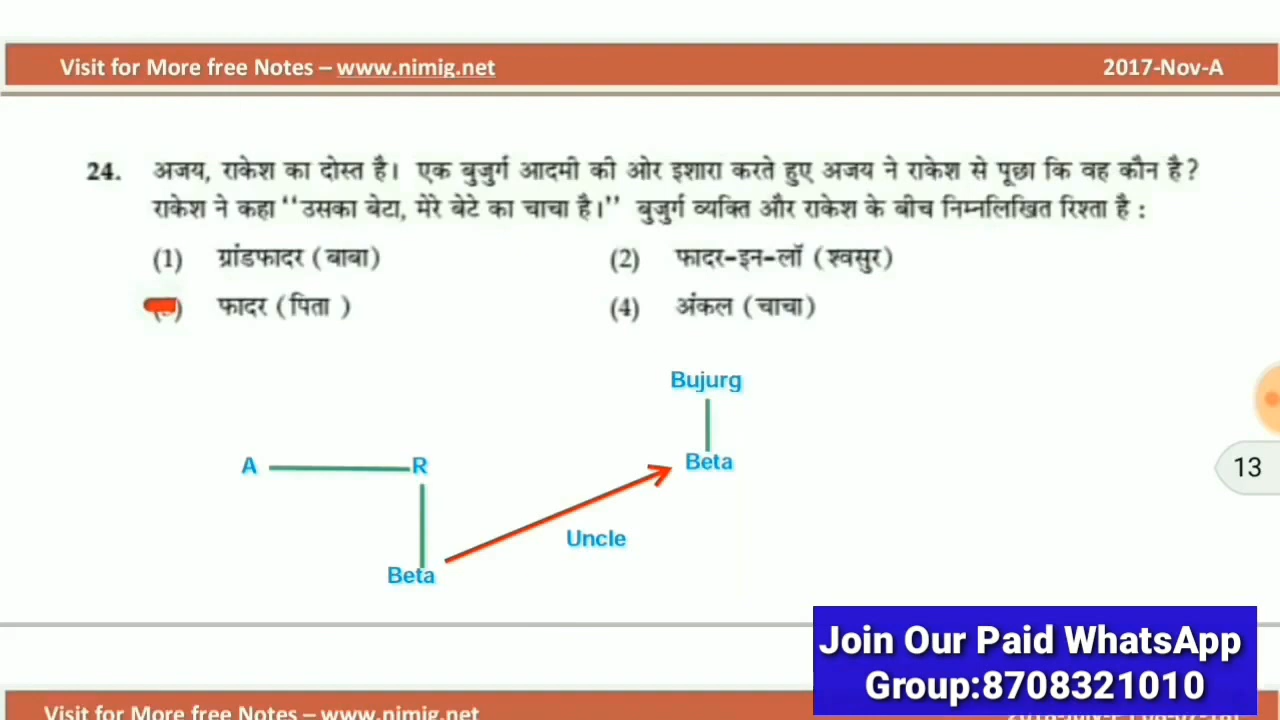 Visit for More free Notes – www.nimig.net 2017-Nov-A
24. अजय, राकेश का दोस्त है। एक बुजुर्ग आदमी की ओर इशारा करते हुए अजय ने राकेश से पूछा कि वह कौन है?
राकेश ने कहा ‘‘उसका बेटा, मेरे बेटे का चाचा है।’’ बुजुर्ग व्यक्ति और राकेश के बीच निम्नलिखित रिश्ता है :
(1) ग्रांडफादर (बाबा) (2) फादर-इन-लॉ (श्वसुर)
फादर (पिता ) (4) अंकल (चाचा)
Bujurg
A R Beta
13
Uncle
Beta
Join Our Paid WhatsApp
Group:8708321010
Visit for More free Notes – www.nimig.net